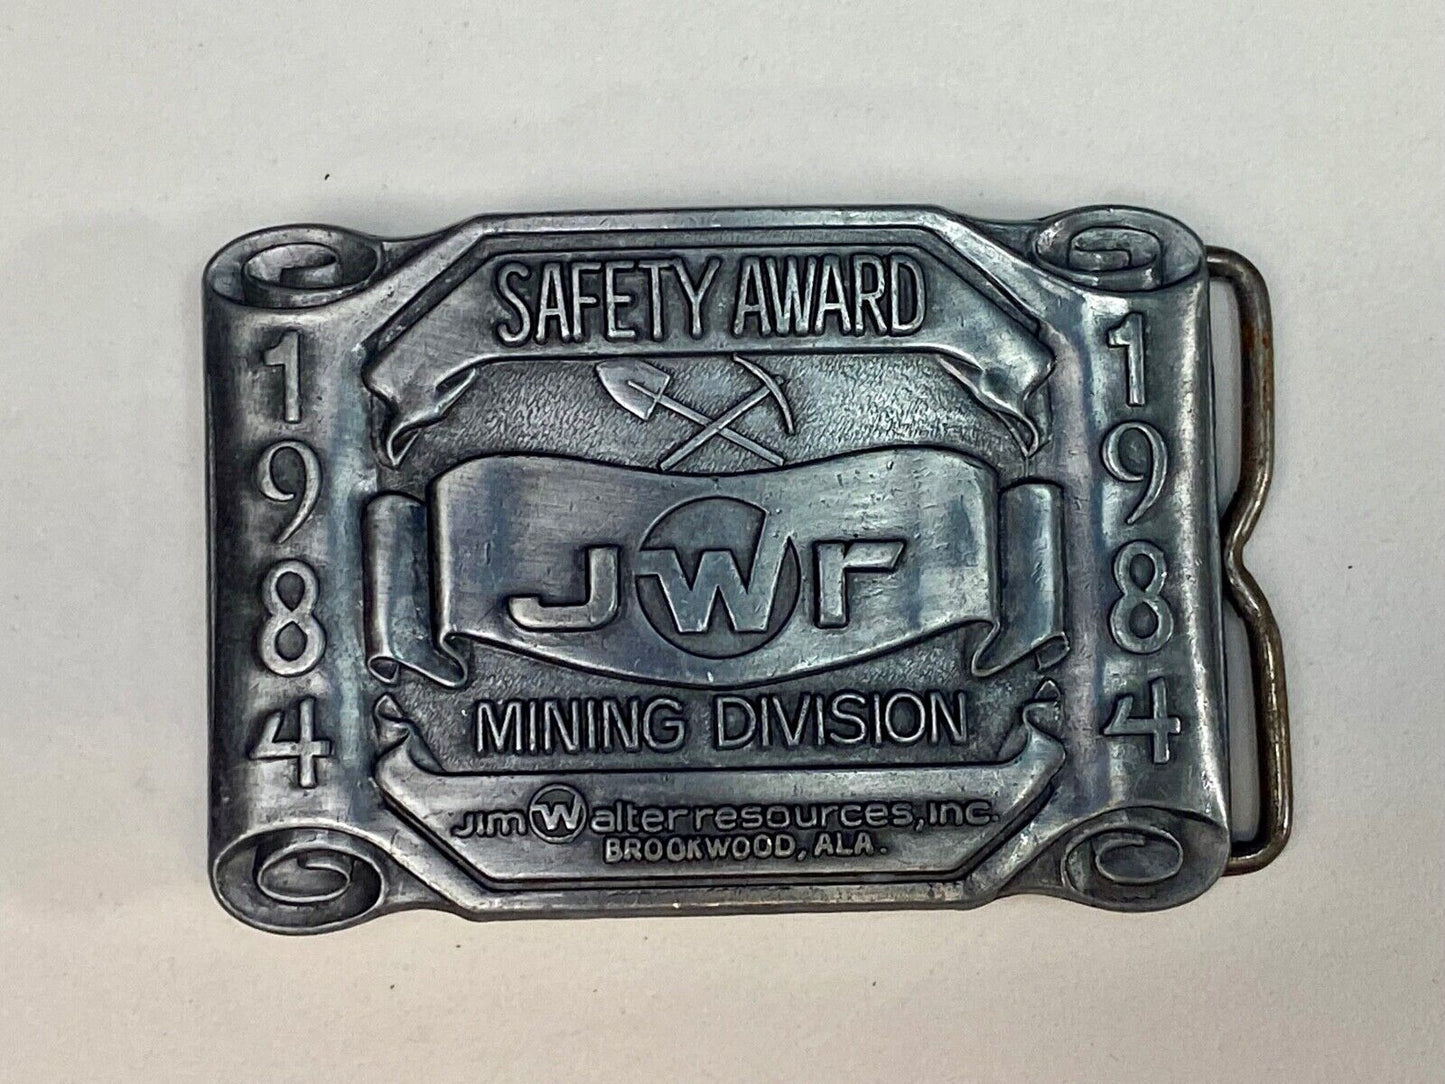 SAFETY AWARD
1984
1984
JWr
MINING DIVISION
Jim Walter resources, Inc.
BROOKWOOD, ALA.